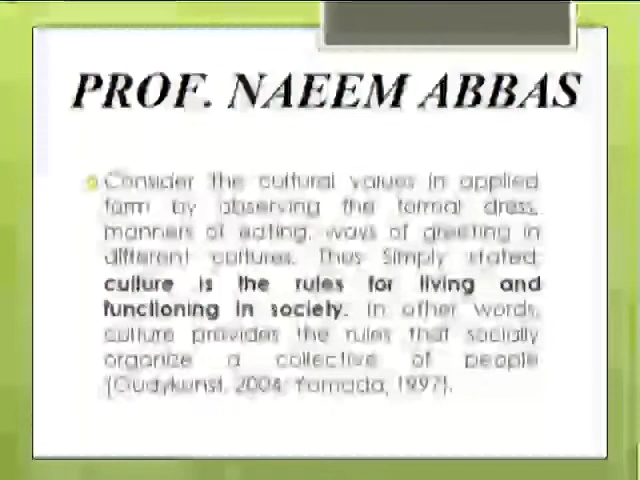 PROF. NAEEM ABBAS
Consider the cultural values in applied
form by observing the formal dress,
manners of eating, ways of greeting in
different cultures. Thus Simply stated,
culture is the rules for living and
functioning in society. In other words,
culture provides the rules that socially
organize a collective of people
(Gudykunst, 2004; Yamada, 1997).